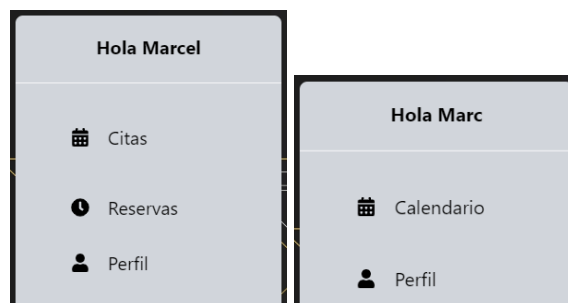 Hola Marcel
Citas
Reservas
Perfil
Hola Marc
Calendario
Perfil